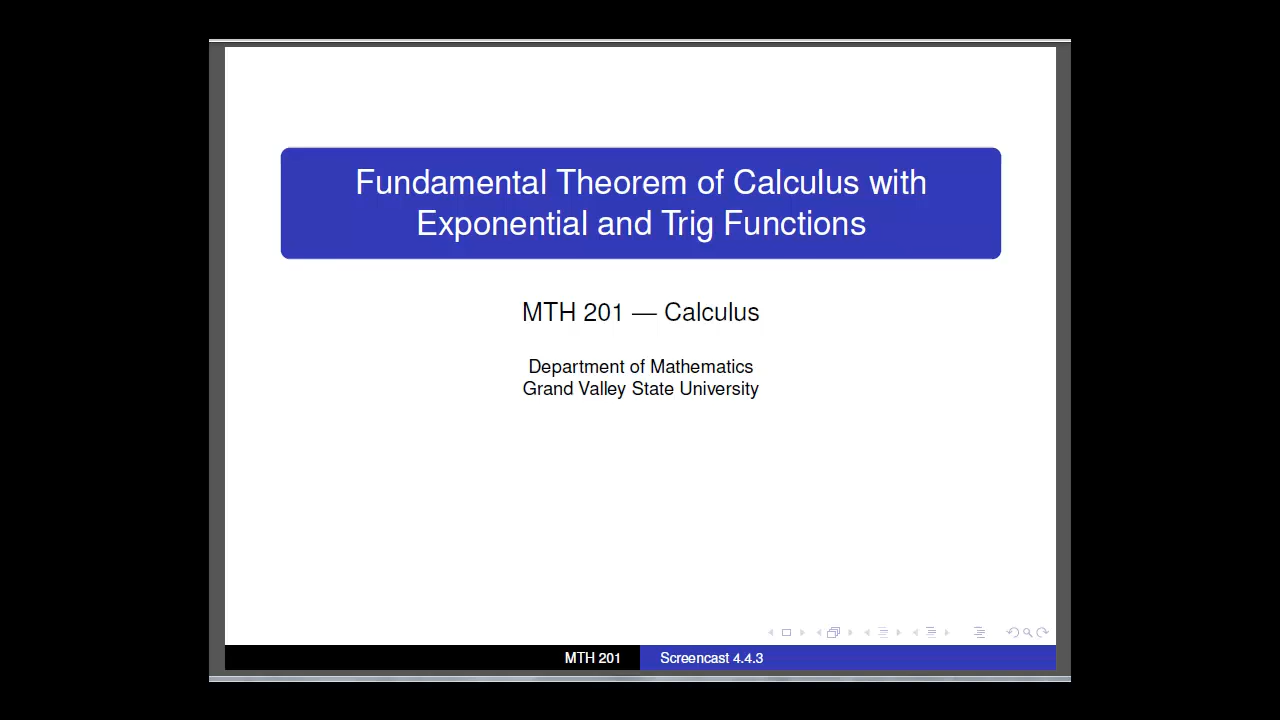 Fundamental Theorem of Calculus with
Exponential and Trig Functions
MTH 201 — Calculus
Department of Mathematics
Grand Valley State University
MTH 201
Screencast 4.4.3